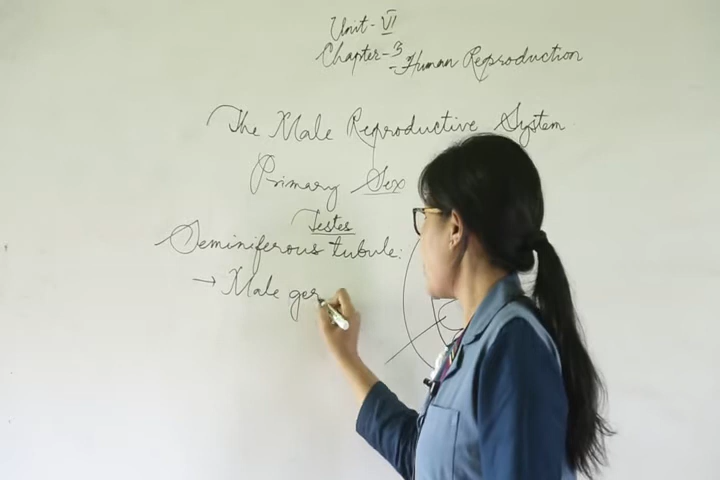 Unit-VI
Chapter-3
-Human Reproduction
The Male Reproductive System
Primary Sex
Testes
Seminiferous tubule:
→ Male ger